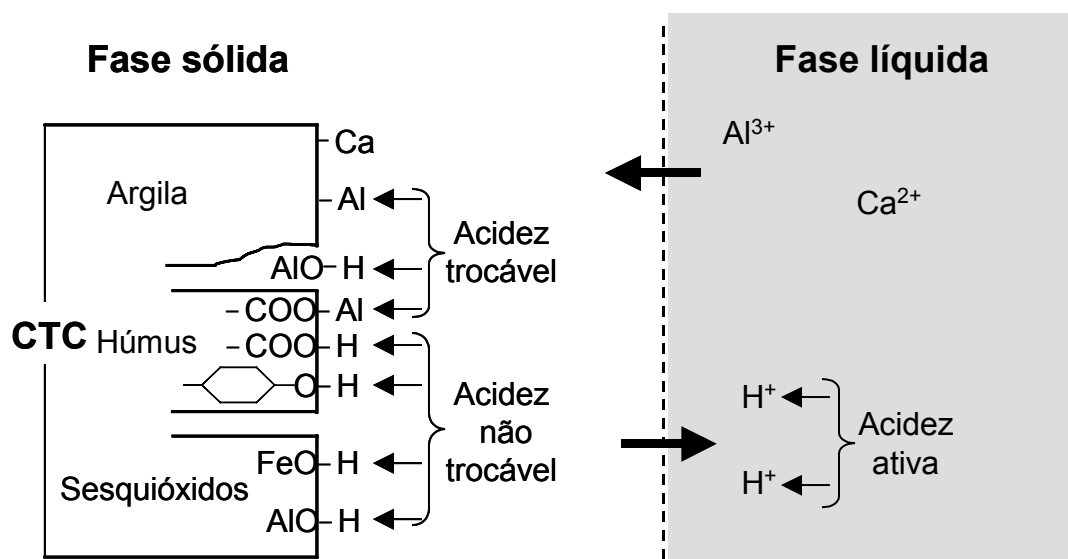 Fase sólida
Fase líquida
Ca
Al³⁺
Argila
Al
Ca²⁺
Acidez
trocável
AlO H
COO Al
CTC Húmus
COO H
O H
Acidez
não
trocável
FeO H
Sesquióxidos
AlO H
H⁺
Acidez
ativa
H⁺